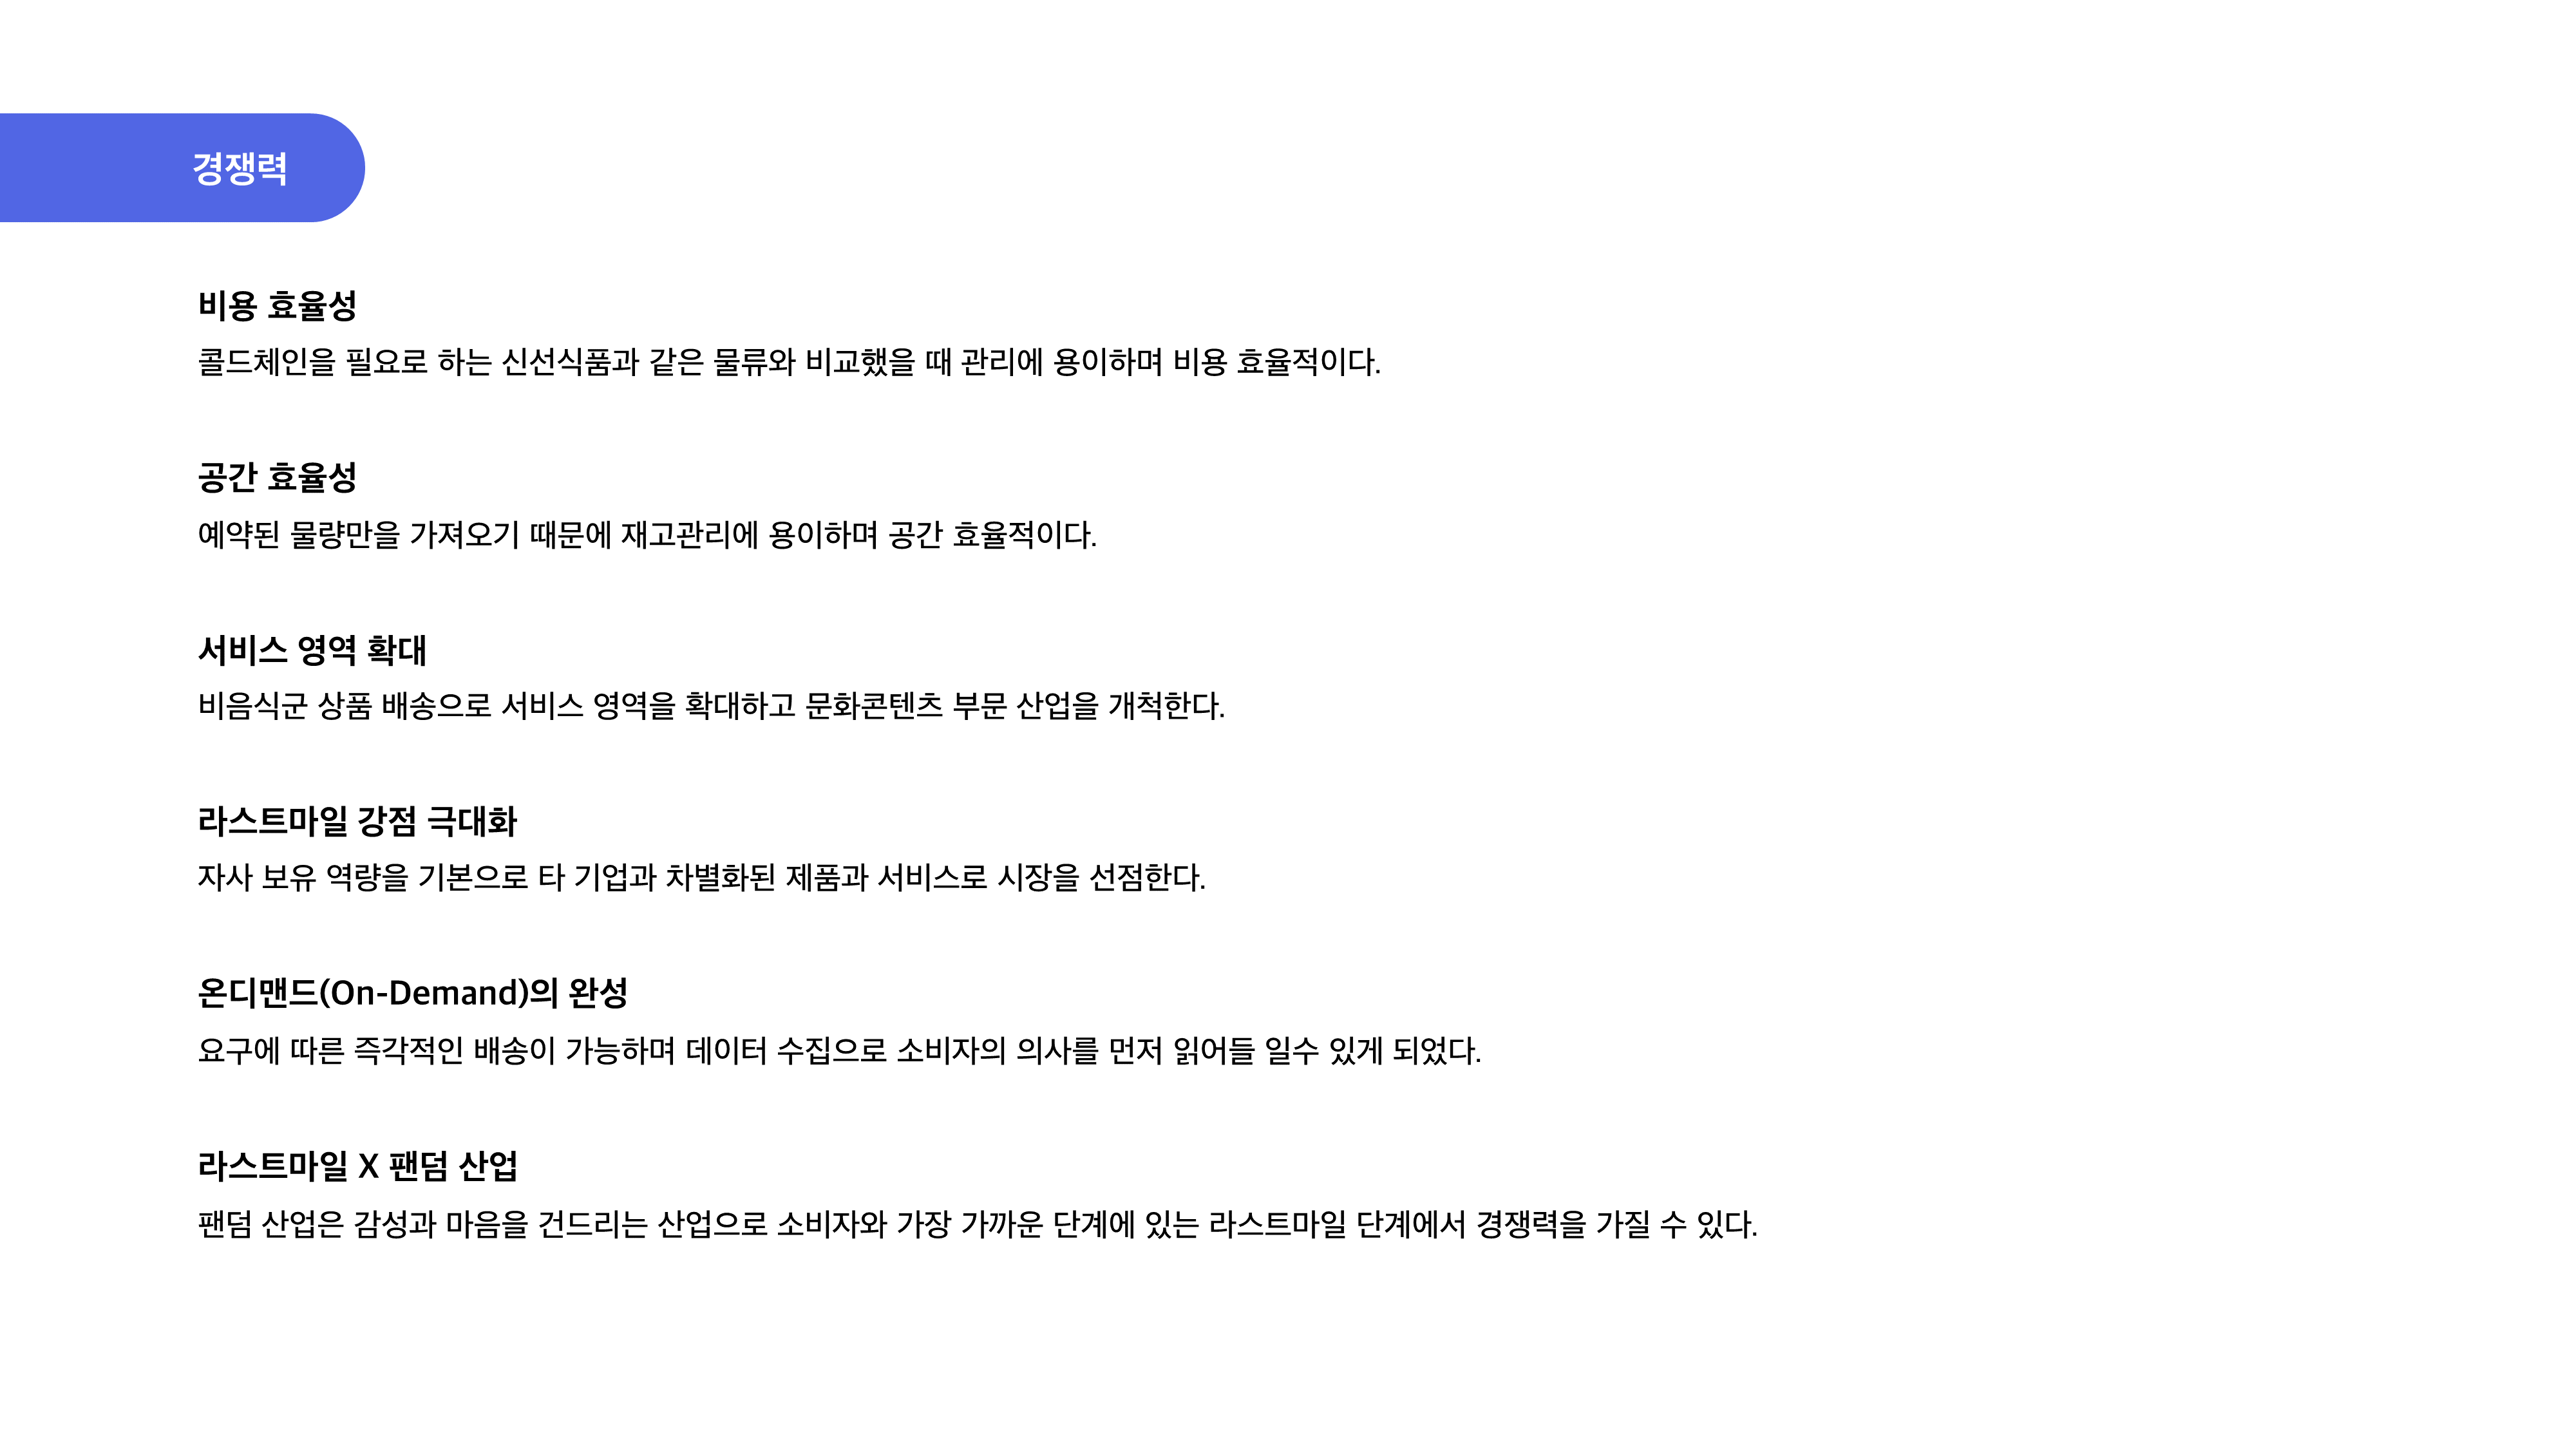 경쟁력
비용 효율성
콜드체인을 필요로 하는 신선식품과 같은 물류와 비교했을 때 관리에 용이하며 비용 효율적이다.
공간 효율성
예약된 물량만을 가져오기 때문에 재고관리에 용이하며 공간 효율적이다.
서비스 영역 확대
비음식군 상품 배송으로 서비스 영역을 확대하고 문화콘텐츠 부문 산업을 개척한다.
라스트마일 강점 극대화
자사 보유 역량을 기본으로 타 기업과 차별화된 제품과 서비스로 시장을 선점한다.
온디맨드(On-Demand)의 완성
요구에 따른 즉각적인 배송이 가능하며 데이터 수집으로 소비자의 의사를 먼저 읽어들 일수 있게 되었다.
라스트마일 X 팬덤 산업
팬덤 산업은 감성과 마음을 건드리는 산업으로 소비자와 가장 가까운 단계에 있는 라스트마일 단계에서 경쟁력을 가질 수 있다.